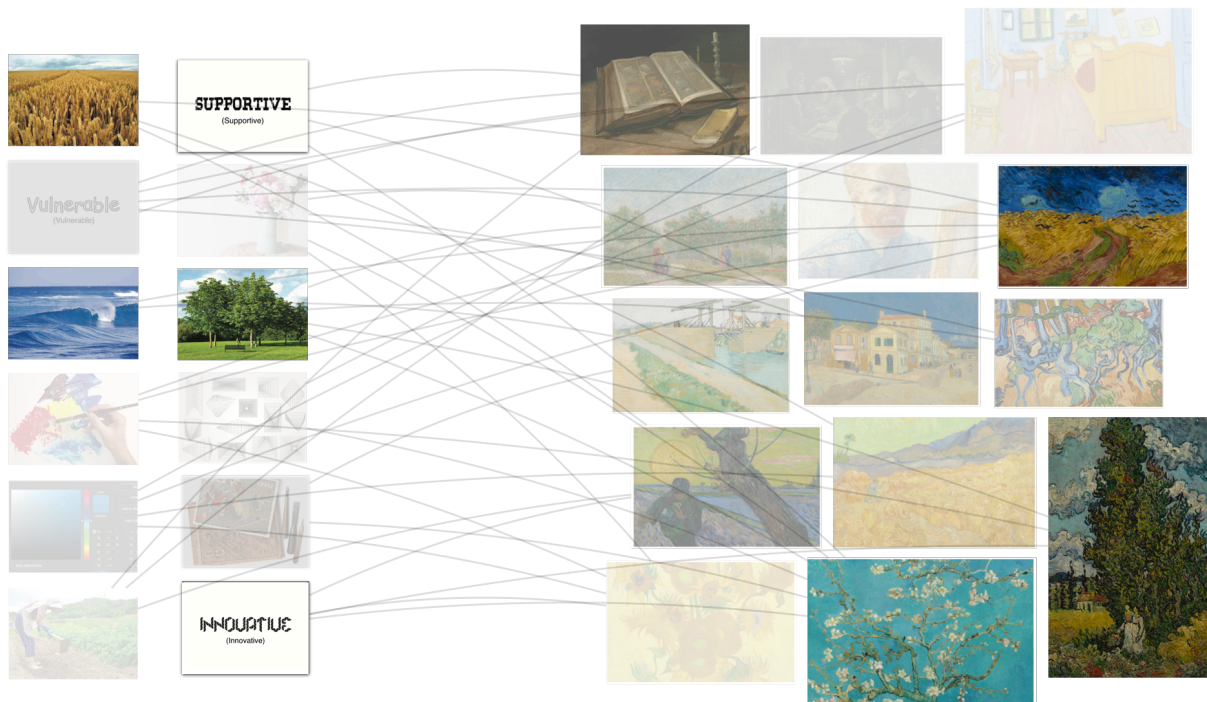 SUPPORTIVE
(Supportive)
Vulnerable
(Vulnerable)
INNOVATIVE
(Innovative)